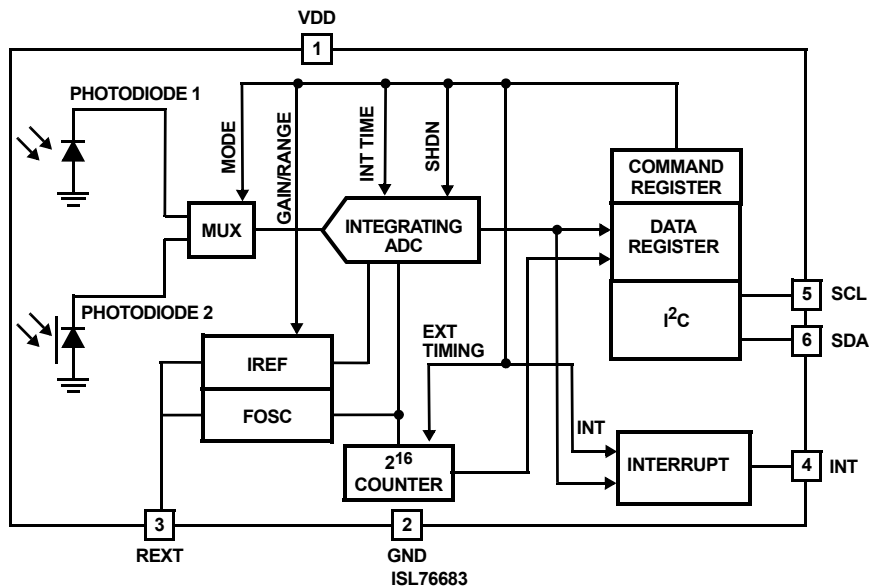 VDD
1
PHOTODIODE 1
MODE
GAIN/RANGE
INT TIME
SHDN
COMMAND
REGISTER
MUX
INTEGRATING
ADC
DATA
REGISTER
PHOTODIODE 2
I²C
5 SCL
6 SDA
EXT
TIMING
IREF
FOSC
INT
2¹⁶
COUNTER
INTERRUPT
4 INT
3
REXT
2
GND
ISL76683